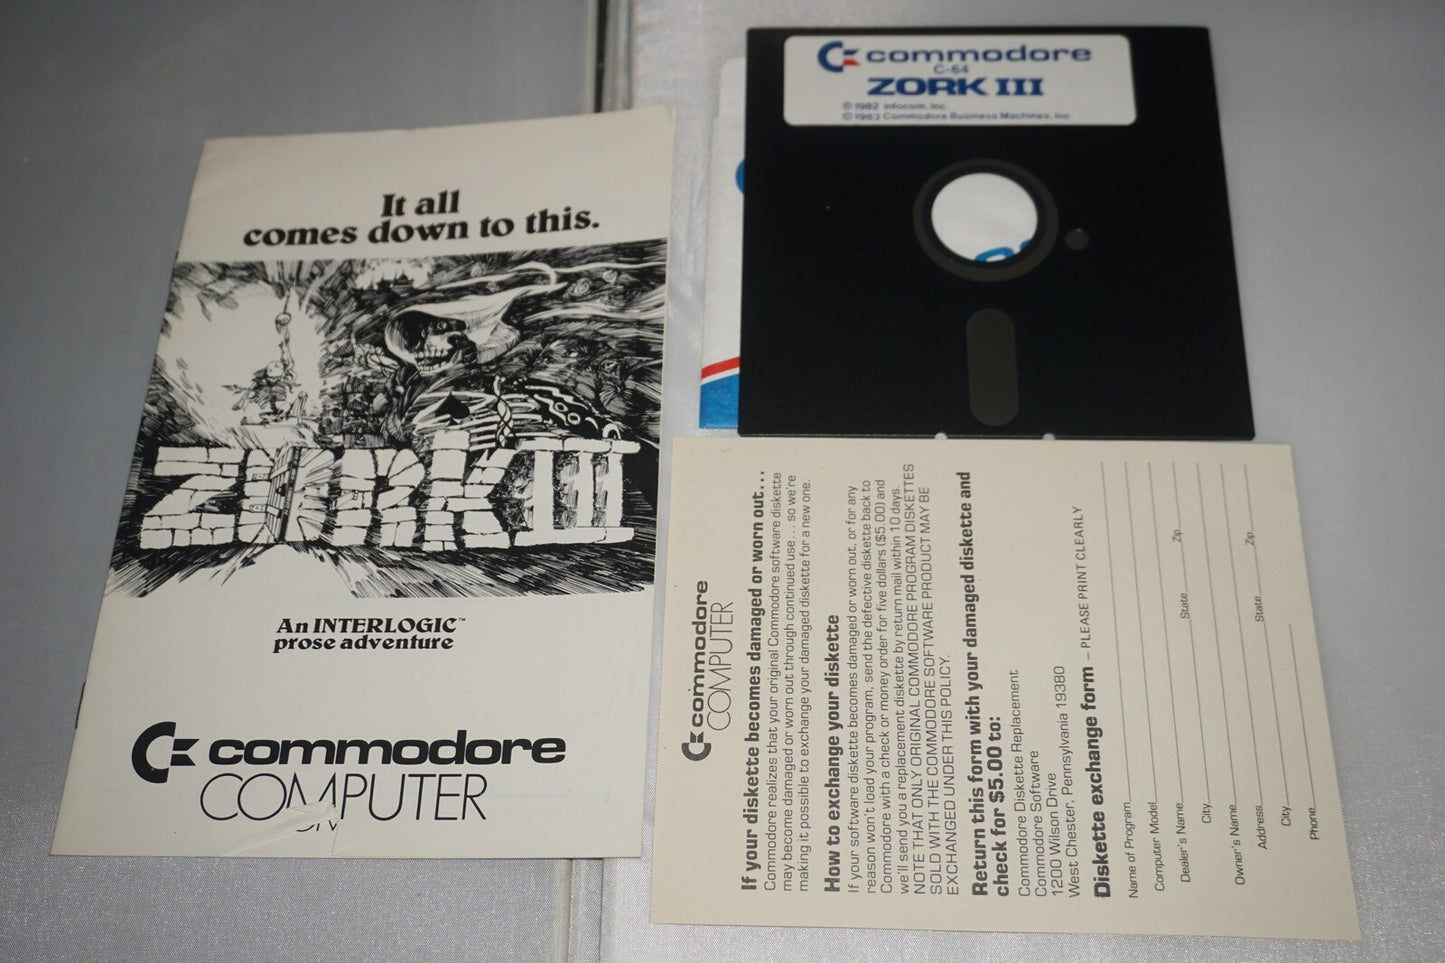 It all
comes down to this.
ZORK III
An INTERLOGIC™
prose adventure
commodore
COMPUTER
commodore
C-64
ZORK III
© 1982 Infocom, Inc.
© 1983 Commodore Business Machines, Inc
commodore
COMPUTER
If your diskette becomes damaged or worn out...
Commodore realizes that your original Commodore software diskette
may become damaged or worn out through continued use... so we're
making it possible to exchange your damaged diskette for a new one.
How to exchange your diskette
If your software diskette becomes damaged or worn out, or for any
reason won't load your program, send the defective diskette back to
Commodore with a check or money order for five dollars ($5.00) and
we'll send you a replacement diskette by return mail within 10 days.
NOTE THAT ONLY ORIGINAL COMMODORE PROGRAM DISKETTES
SOLD WITH THE COMMODORE SOFTWARE PRODUCT MAY BE
EXCHANGED UNDER THIS POLICY.
Return this form with your damaged diskette and
check for $5.00 to:
Commodore Diskette Replacement
Commodore Software
1200 Wilson Drive
West Chester, Pennsylvania 19380
Diskette exchange form – PLEASE PRINT CLEARLY
Name of Program
Computer Model
Dealer's Name
City State Zip
Owner's Name
Address
City State Zip
Phone